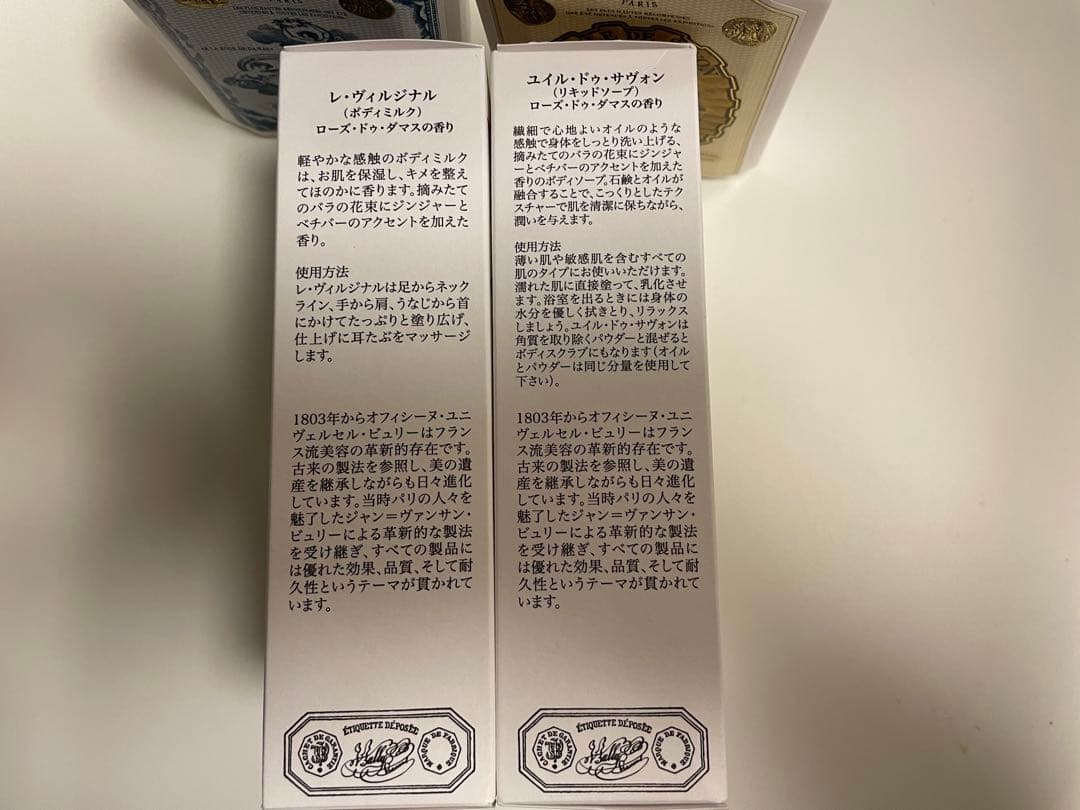 PARIS
LES PLUS HAUTES RÉCOMPENSES
PARIS
LES PLUS HAUTES RÉCOMPENSES
レ・ヴィルジナル
(ボディミルク)
ローズ・ドゥ・ダマスの香り
軽やかな感触のボディミルク
は、お肌を保湿し、キメを整え
てほのかに香ります。摘みたて
のバラの花束にジンジャーと
ベチバーのアクセントを加えた
香り。
使用方法
レ・ヴィルジナルは足からネック
ライン、手から肩、うなじから首
にかけてたっぷりと塗り広げ、
仕上げに耳たぶをマッサージ
します。
1803年からオフィシーヌ・ユニ
ヴェルセル・ビュリーはフラン
ス流美容の革新的存在です。
古来の製法を参照し、美の遺
産を継承しながらも日々進化
しています。当時パリの人々を
魅了したジャン＝ヴァンサン・
ビュリーによる革新的な製法
を受け継ぎ、すべての製品に
は優れた効果、品質、そして耐
久性というテーマが貫かれて
います。
ÉTIQUETTE DÉPOSÉE
CACHET DE GARANTIE
MARQUE DE FABRIQUE
ユイル・ドゥ・サヴォン
(リキッドソープ)
ローズ・ドゥ・ダマスの香り
繊細で心地よいオイルのような
感触で身体をしっとり洗い上げる、
摘みたてのバラの花束にジンジャ
ーとベチバーのアクセントを加えた
香りのボディソープ。石鹸とオイルが
融合することで、こっくりとしたテク
スチャーで肌を清潔に保ちながら、
潤いを与えます。
使用方法
薄い肌や敏感肌を含むすべての
肌のタイプにお使いいただけます。
濡れた肌に直接塗って、乳化させ
ます。浴室を出るときには身体の
水分を優しく拭きとり、リラックス
しましょう。ユイル・ドゥ・サヴォンは
角質を取り除くパウダーと混ぜると
ボディスクラブにもなります(オイル
とパウダーは同じ分量を使用して
下さい)。
1803年からオフィシーヌ・ユニ
ヴェルセル・ビュリーはフラン
ス流美容の革新的存在です。
古来の製法を参照し、美の遺
産を継承しながらも日々進化
しています。当時パリの人々を
魅了したジャン＝ヴァンサン・
ビュリーによる革新的な製法
を受け継ぎ、すべての製品に
は優れた効果、品質、そして耐
久性というテーマが貫かれて
います。
ÉTIQUETTE DÉPOSÉE
CACHET DE GARANTIE
MARQUE DE FABRIQUE